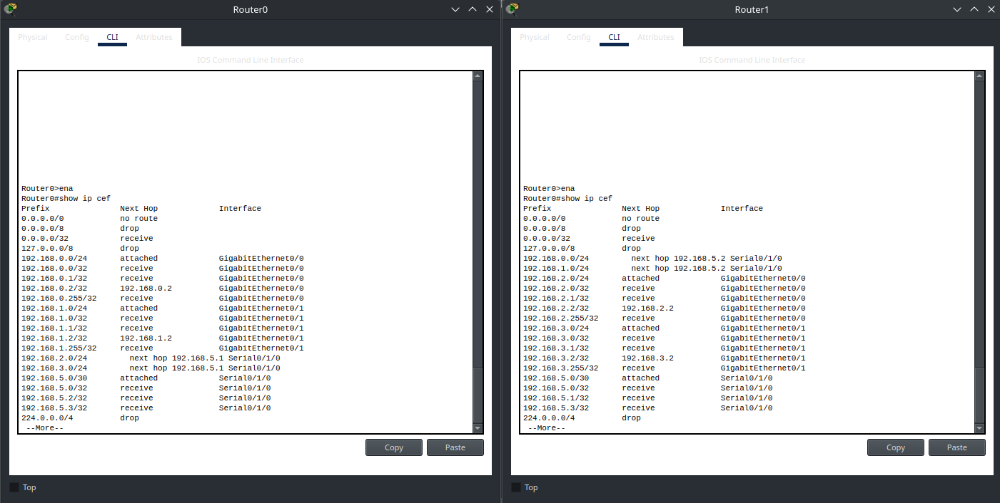 Router0
Physical Config CLI Attributes
IOS Command Line Interface
Router0>ena
Router0#show ip cef
Prefix Next Hop Interface
0.0.0.0/0 no route
0.0.0.0/8 drop
0.0.0.0/32 receive
127.0.0.0/8 drop
192.168.0.0/24 attached GigabitEthernet0/0
192.168.0.0/32 receive GigabitEthernet0/0
192.168.0.1/32 receive GigabitEthernet0/0
192.168.0.2/32 192.168.0.2 GigabitEthernet0/0
192.168.0.255/32 receive GigabitEthernet0/0
192.168.1.0/24 attached GigabitEthernet0/1
192.168.1.0/32 receive GigabitEthernet0/1
192.168.1.1/32 receive GigabitEthernet0/1
192.168.1.2/32 192.168.1.2 GigabitEthernet0/1
192.168.1.255/32 receive GigabitEthernet0/1
192.168.2.0/24 next hop 192.168.5.1 Serial0/1/0
192.168.3.0/24 next hop 192.168.5.1 Serial0/1/0
192.168.5.0/30 attached Serial0/1/0
192.168.5.0/32 receive Serial0/1/0
192.168.5.2/32 receive Serial0/1/0
192.168.5.3/32 receive Serial0/1/0
224.0.0.0/4 drop
--More--
Copy Paste
Top
Router1
Physical Config CLI Attributes
IOS Command Line Interface
Router0>ena
Router0#show ip cef
Prefix Next Hop Interface
0.0.0.0/0 no route
0.0.0.0/8 drop
0.0.0.0/32 receive
127.0.0.0/8 drop
192.168.0.0/24 next hop 192.168.5.2 Serial0/1/0
192.168.1.0/24 next hop 192.168.5.2 Serial0/1/0
192.168.2.0/24 attached GigabitEthernet0/0
192.168.2.0/32 receive GigabitEthernet0/0
192.168.2.1/32 receive GigabitEthernet0/0
192.168.2.2/32 192.168.2.2 GigabitEthernet0/0
192.168.2.255/32 receive GigabitEthernet0/0
192.168.3.0/24 attached GigabitEthernet0/1
192.168.3.0/32 receive GigabitEthernet0/1
192.168.3.1/32 receive GigabitEthernet0/1
192.168.3.2/32 192.168.3.2 GigabitEthernet0/1
192.168.3.255/32 receive GigabitEthernet0/1
192.168.5.0/30 attached Serial0/1/0
192.168.5.0/32 receive Serial0/1/0
192.168.5.1/32 receive Serial0/1/0
192.168.5.3/32 receive Serial0/1/0
224.0.0.0/4 drop
--More--
Copy Paste
Top